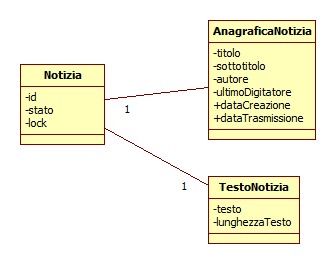 AnagraficaNotizia
-titolo
-sottotitolo
-autore
-ultimoDigitatore
+dataCreazione
+dataTrasmissione
Notizia
-id
-stato
-lock
1
1
TestoNotizia
-testo
-lunghezzaTesto